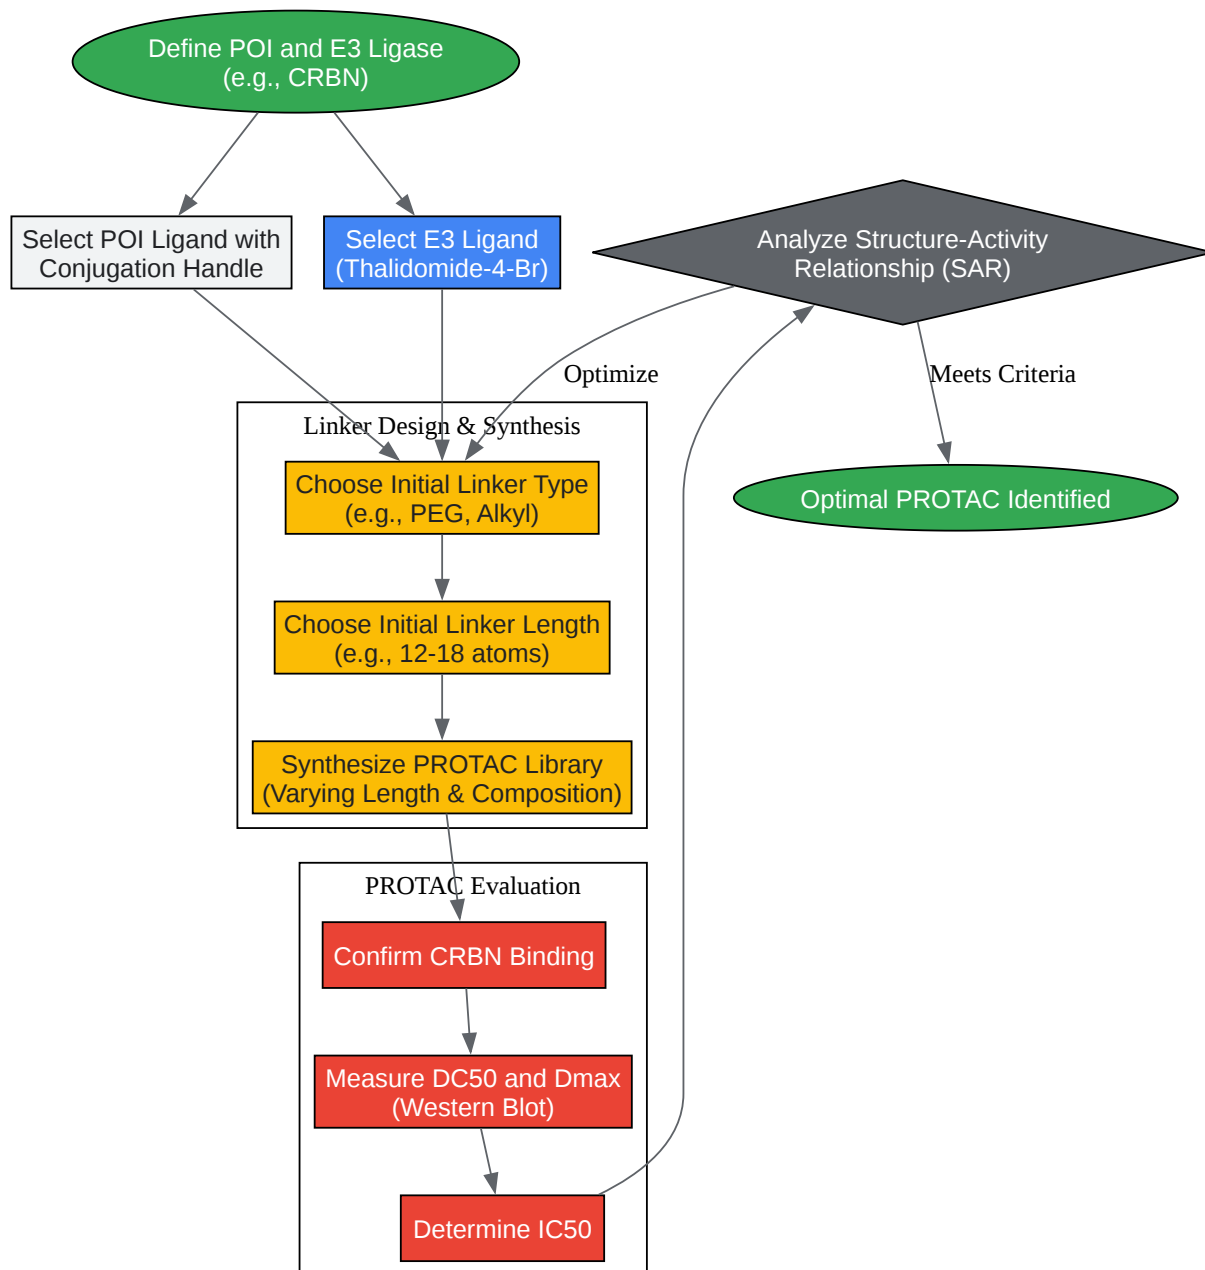 Define POI and E3 Ligase
(e.g., CRBN)
Select POI Ligand with
Conjugation Handle
Select E3 Ligand
(Thalidomide-4-Br)
Analyze Structure-Activity
Relationship (SAR)
Optimize
Meets Criteria
Linker Design & Synthesis
Choose Initial Linker Type
(e.g., PEG, Alkyl)
Optimal PROTAC Identified
Choose Initial Linker Length
(e.g., 12-18 atoms)
Synthesize PROTAC Library
(Varying Length & Composition)
PROTAC Evaluation
Confirm CRBN Binding
Measure DC50 and Dmax
(Western Blot)
Determine IC50